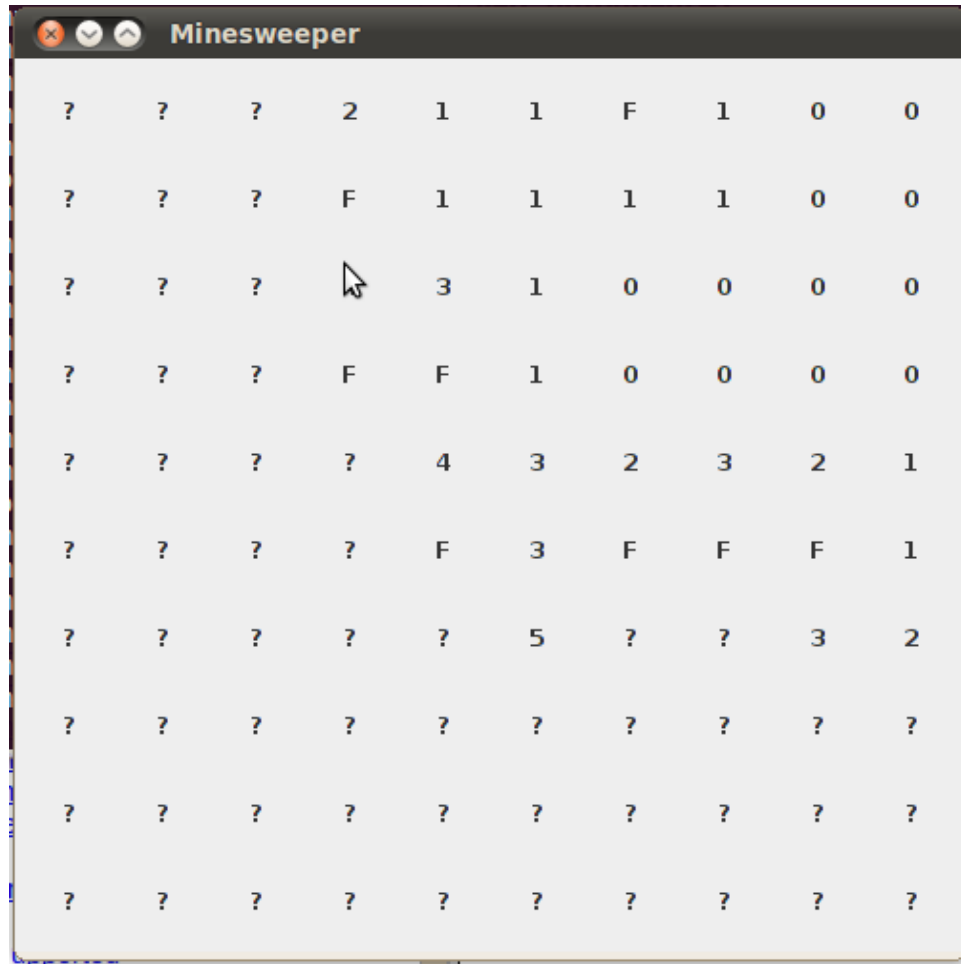 Minesweeper
? ? ? 2 1 1 F 1 0 0
? ? ? F 1 1 1 1 0 0
? ? ? 3 1 0 0 0 0
? ? ? F F 1 0 0 0 0
? ? ? ? 4 3 2 3 2 1
? ? ? ? F 3 F F F 1
? ? ? ? ? 5 ? ? 3 2
? ? ? ? ? ? ? ? ? ?
? ? ? ? ? ? ? ? ? ?
? ? ? ? ? ? ? ? ? ?